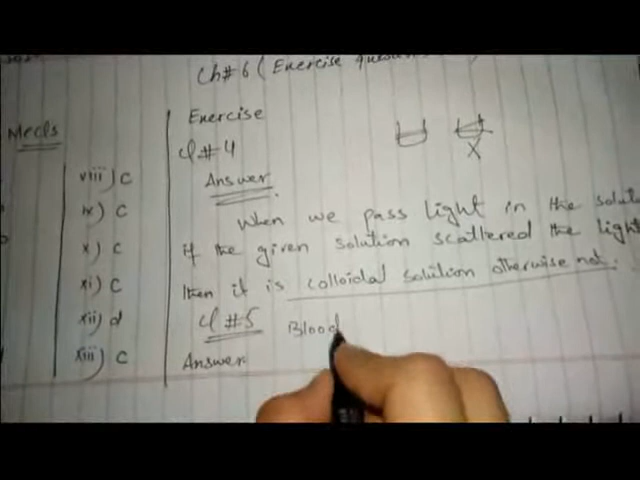 Ch# 6 (Exercise
Exercise
Mcqs
Q#4
viii) c
Answer
ix) c
When we pass light in the
x) c
if the given solution scattered the light
xi) c
then it is colloidal solution otherwise not.
xii) d
Q#5 Blood
xiii) c
Answer
X